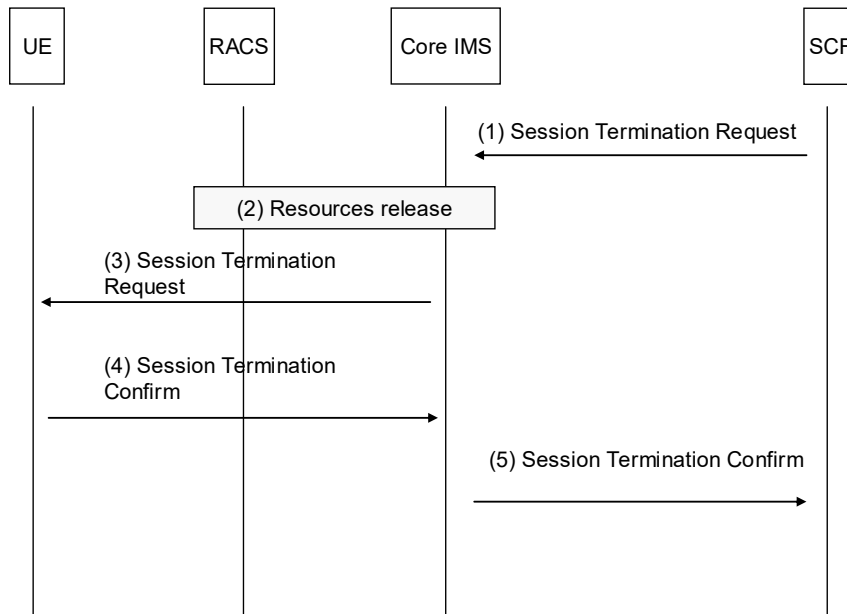 UE
RACS
Core IMS
SCF
(1) Session Termination Request
(2) Resources release
(3) Session Termination
Request
(4) Session Termination
Confirm
(5) Session Termination Confirm